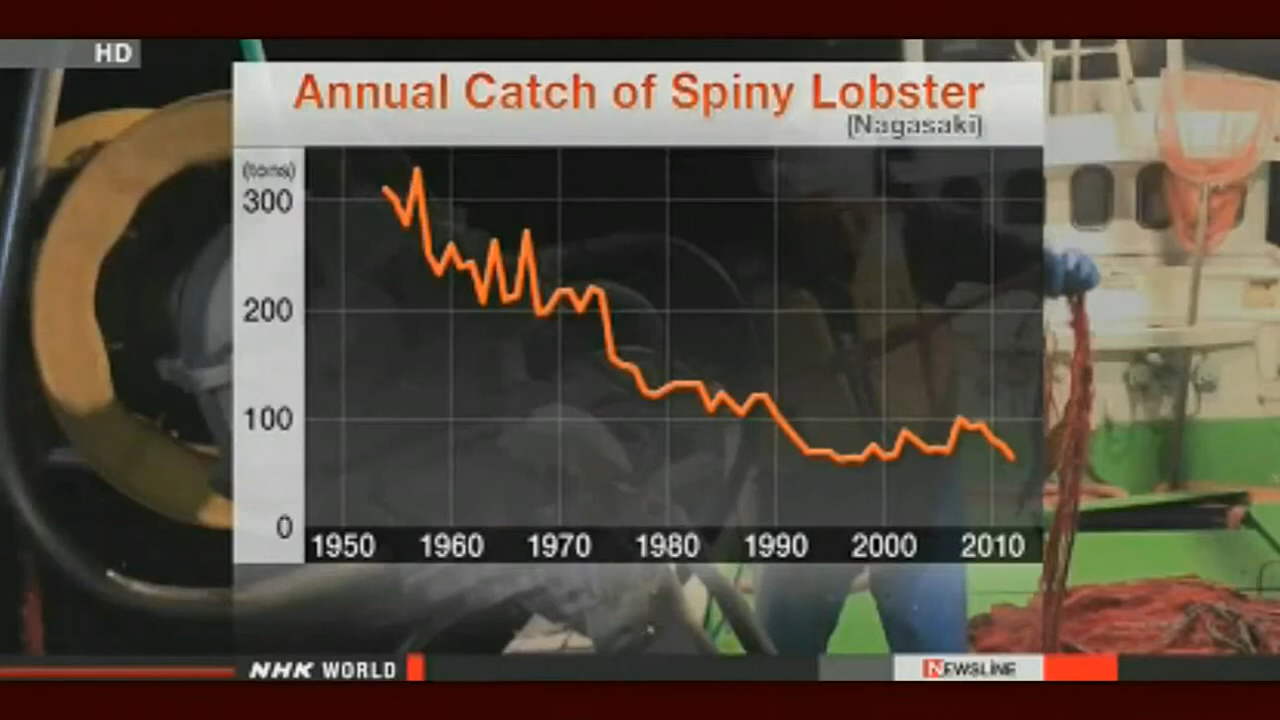 HD
Annual Catch of Spiny Lobster
(Nagasaki)
(tons)
300
200
100
0
1950 1960 1970 1980 1990 2000 2010
NHK WORLD
NEWSLINE